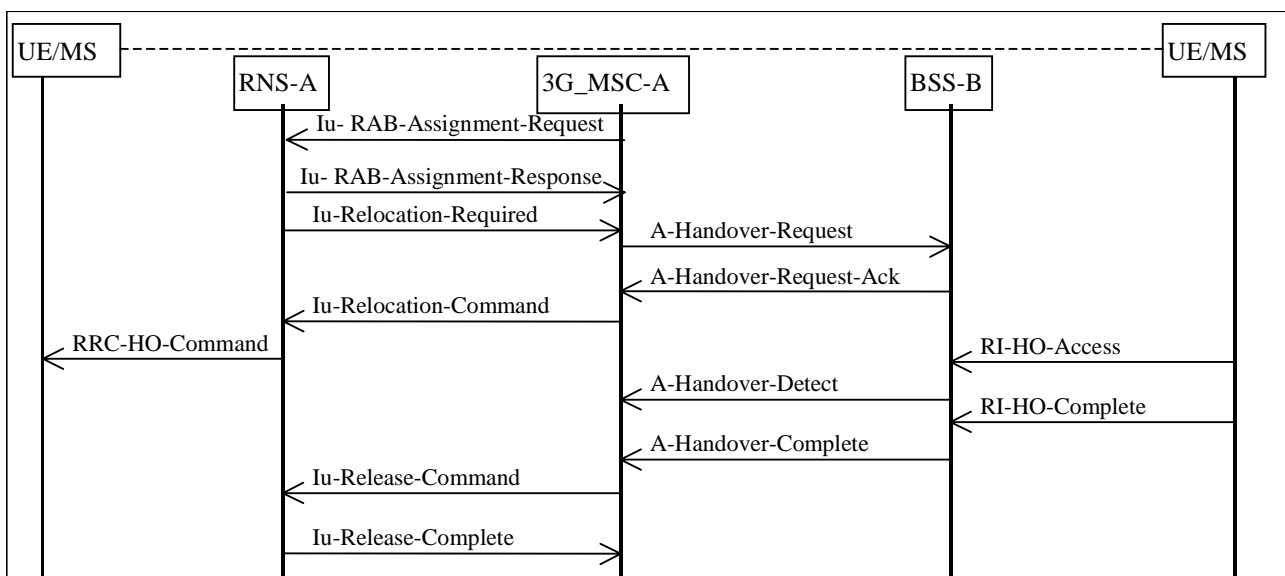 UE/MS
UE/MS
RNS-A
3G_MSC-A
BSS-B
Iu- RAB-Assignment-Request
Iu- RAB-Assignment-Response
Iu-Relocation-Required
A-Handover-Request
A-Handover-Request-Ack
Iu-Relocation-Command
RRC-HO-Command
RI-HO-Access
A-Handover-Detect
RI-HO-Complete
A-Handover-Complete
Iu-Release-Command
Iu-Release-Complete